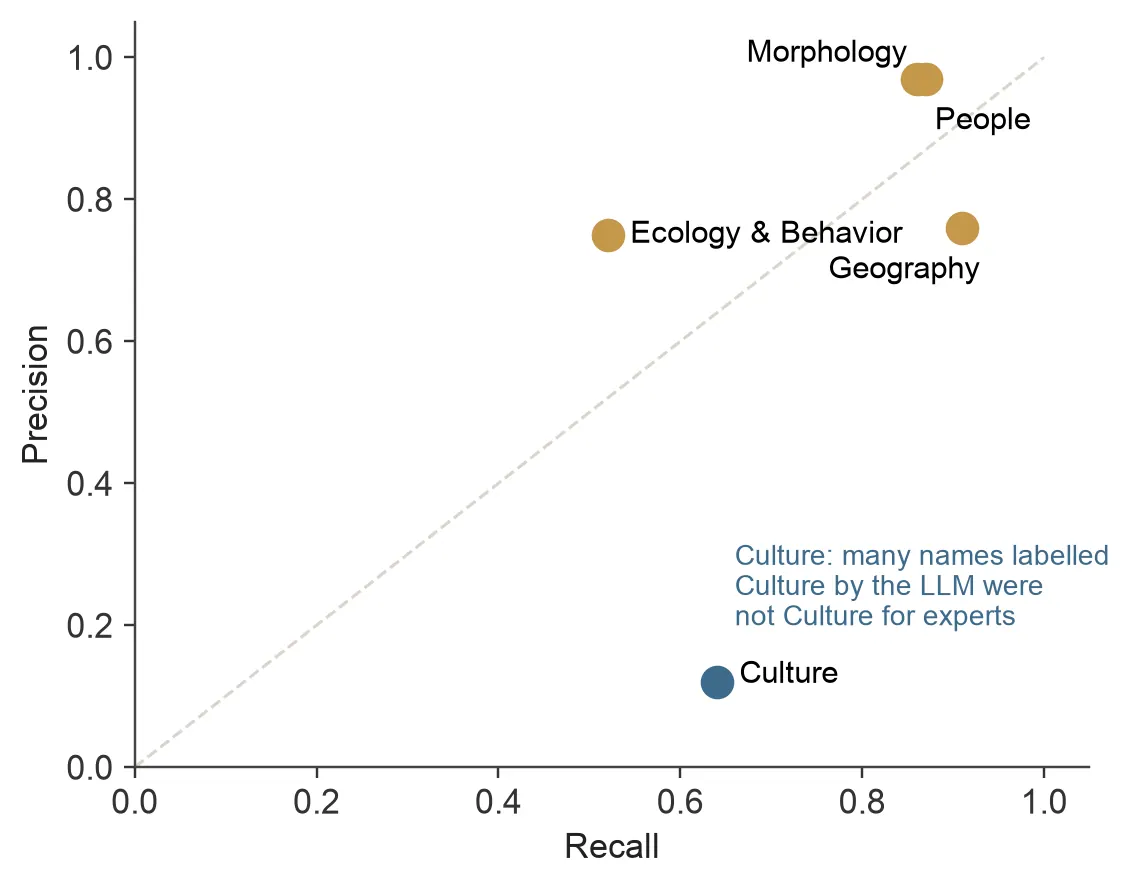 Morphology
People
Ecology & Behavior
Geography
Culture: many names labelled
Culture by the LLM were
not Culture for experts
Culture
Precision
1.0
0.8
0.6
0.4
0.2
0.0
0.0 0.2 0.4 0.6 0.8 1.0
Recall